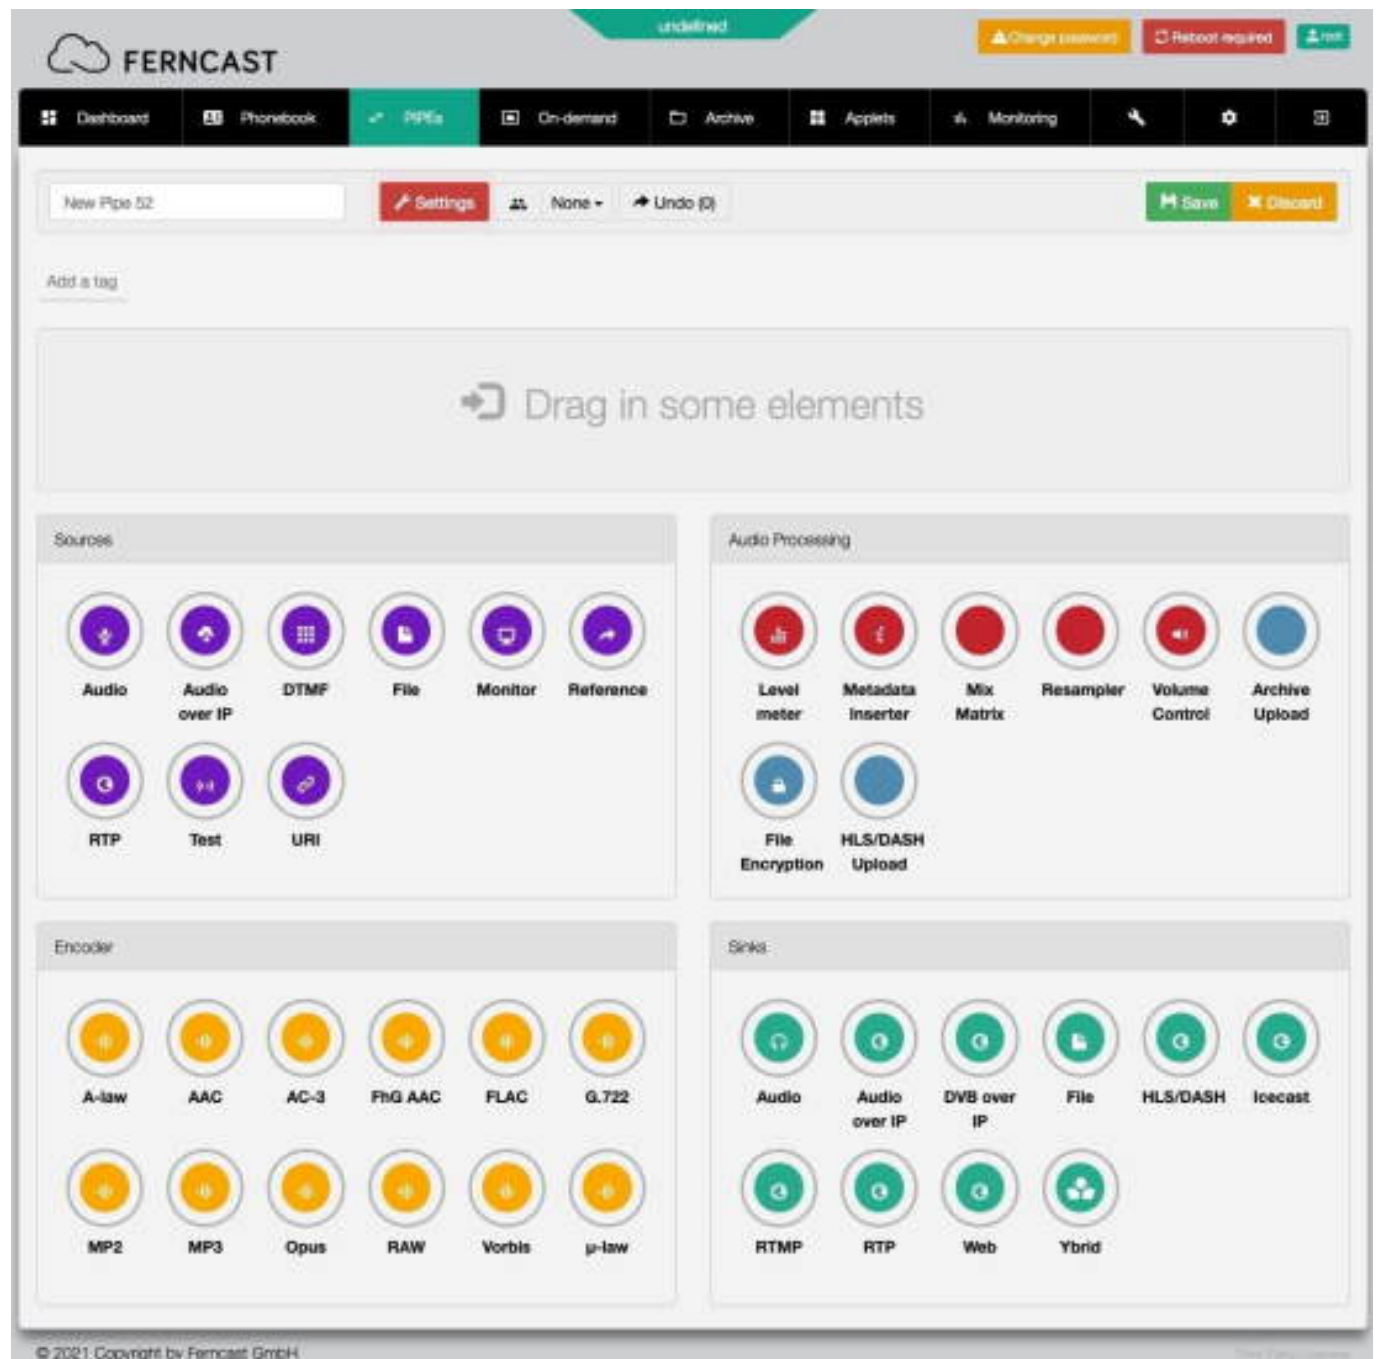 undefined
Change password
Reboot required
root
FERNCAST
Dashboard
Phonebook
PIPEs
On-demand
Archive
Applets
Monitoring
New Pipe 52
Settings
None
Undo (0)
Save
Discard
Add a tag
Drag in some elements
Sources
Audio
Audio
over IP
DTMF
File
Monitor
Reference
RTP
Test
URI
Audio Processing
Level
meter
Metadata
Inserter
Mix
Matrix
Resampler
Volume
Control
Archive
Upload
File
Encryption
HLS/DASH
Upload
Encoder
A-law
AAC
AC-3
FhG AAC
FLAC
G.722
MP2
MP3
Opus
RAW
Vorbis
µ-law
Sinks
Audio
Audio
over IP
DVB over
IP
File
HLS/DASH
Icecast
RTMP
RTP
Web
Ybrid
© 2021 Copyright by Ferncast GmbH